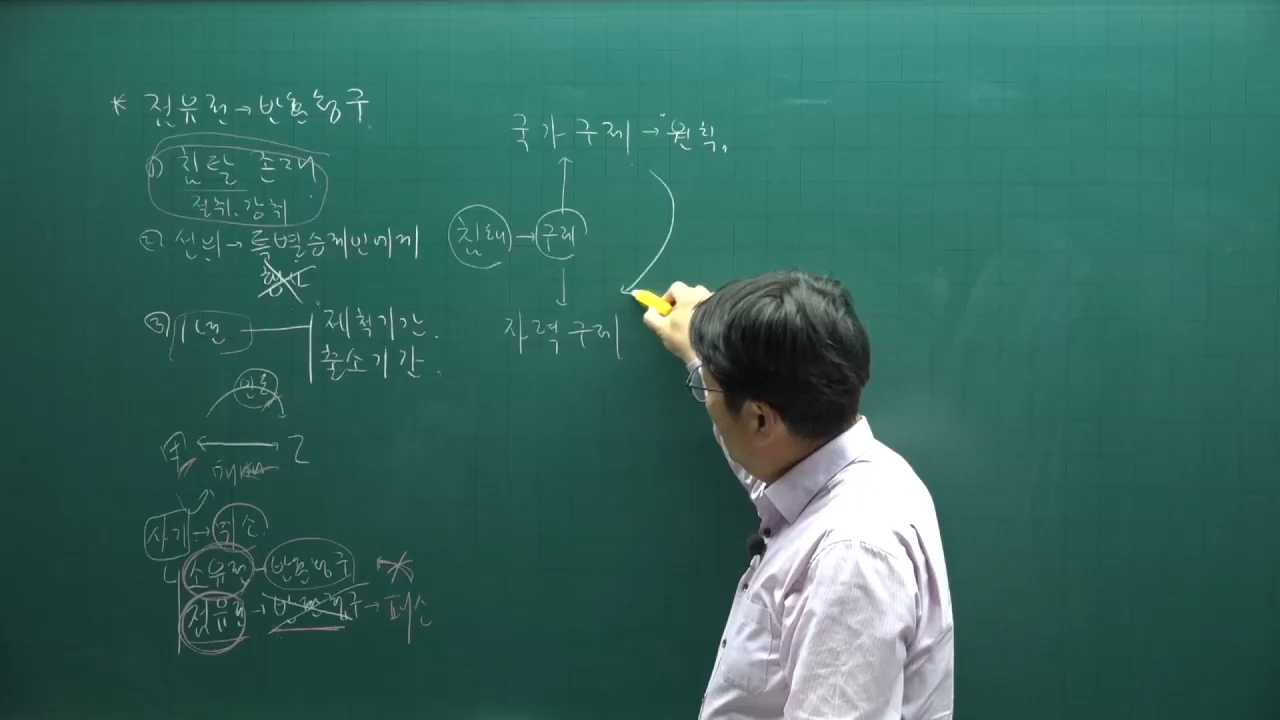 * 점유권→반환청구
1) 침탈 존재
절취.강취
② 선의→특별승계인에게
③ 1년 제척기간.
출소기간.
반환
甲 ↔ 乙
사기→취소
소유권-반환청구
점유권→반환청구→패소
국가구제→원칙.
침해→구제
자력구제